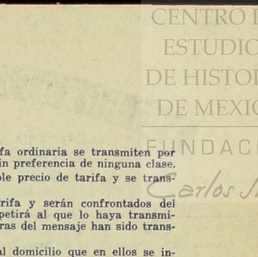 CENTRO
ESTUDIO
DE HISTO
DE MEXIC
FUNDAC
Carlos
fa ordinaria se transmiten por
in preferencia de ninguna clase.
ble precio de tarifa y se trans-
rifa y serán confrontados del
petirá al que lo haya transmi-
ras del mensaje han sido trans-
al domicilio que en ellos se in-